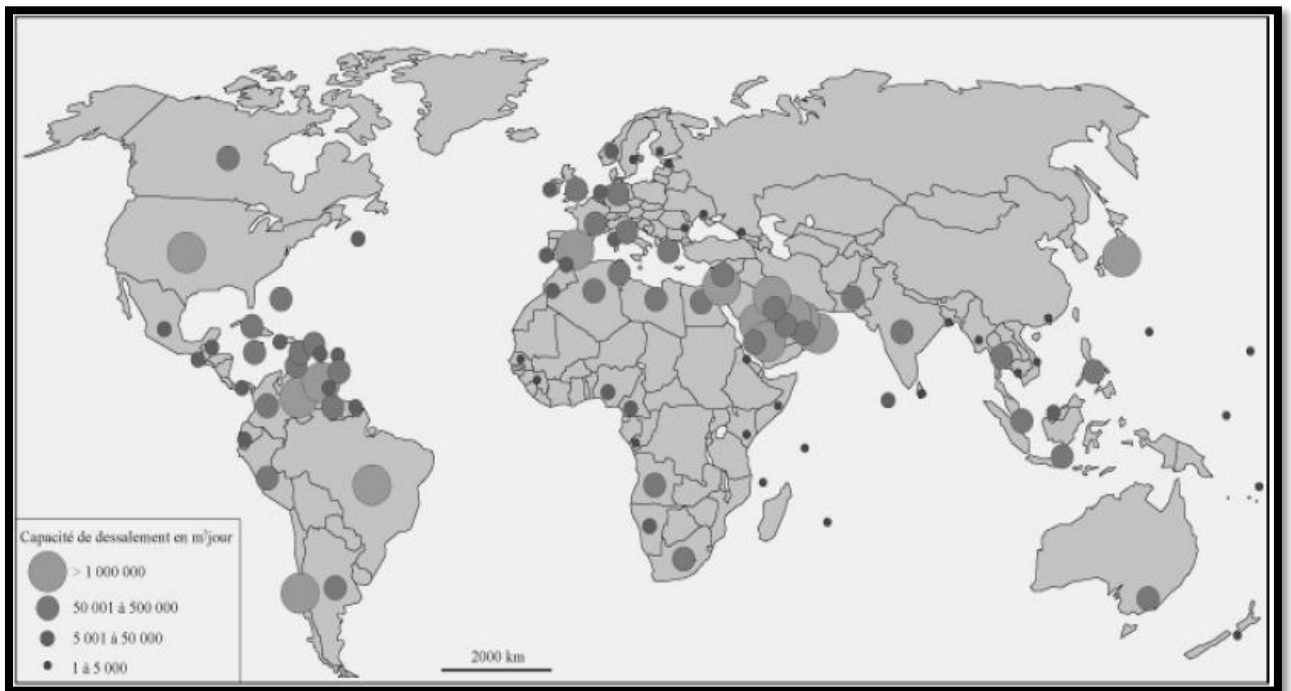 Capacité de dessalement en m³/jour
> 1 000 000
50 001 à 500 000
5 001 à 50 000
1 à 5 000
2000 km